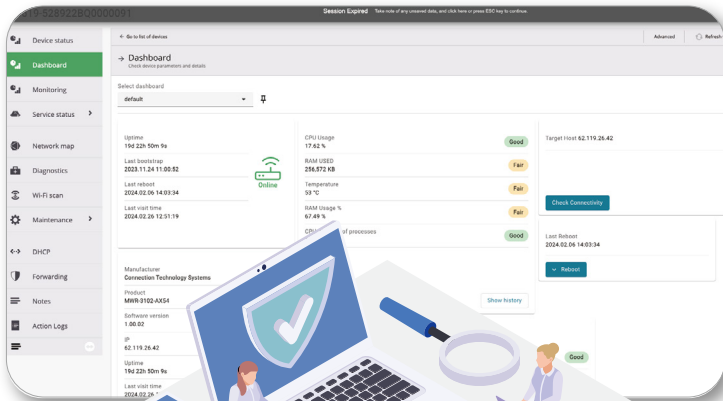 Session Expired Take note of any unsaved data, and click here or press ESC key to continue.
Device status
Dashboard
Monitoring
Service status
Network map
Diagnostics
Wi-Fi scan
Maintenance
DHCP
Forwarding
Notes
Action Logs
← Go to list of devices
Advanced
Refresh
→ Dashboard
Check device parameters and details
Select dashboard
default
Uptime
19d 22h 50m 9s
Last bootstrap
2023.11.24 11:00:52
Last reboot
2024.02.06 14:03:34
Last visit time
2024.02.26 12:51:19
Online
CPU Usage
17.62 %
Good
RAM USED
256,572 KB
Fair
Temperature
53 °C
Fair
RAM Usage %
67.49 %
Fair
of processes
Good
Show history
Target Host 62.119.26.42
Check Connectivity
Last Reboot
2024.02.06 14:03:34
Reboot
Manufacturer
Connection Technology Systems
Product
MWR-3102-AX54
Software version
1.00.02
IP
62.119.26.42
Uptime
19d 22h 50m 9s
Last visit time
2024.02.26
Good